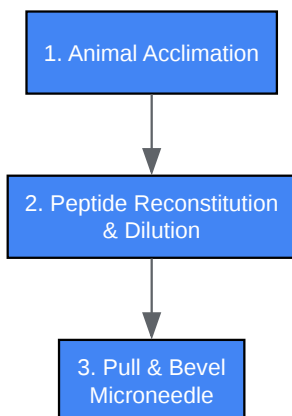 1. Animal Acclimation
2. Peptide Reconstitution
& Dilution
3. Pull & Bevel
Microneedle